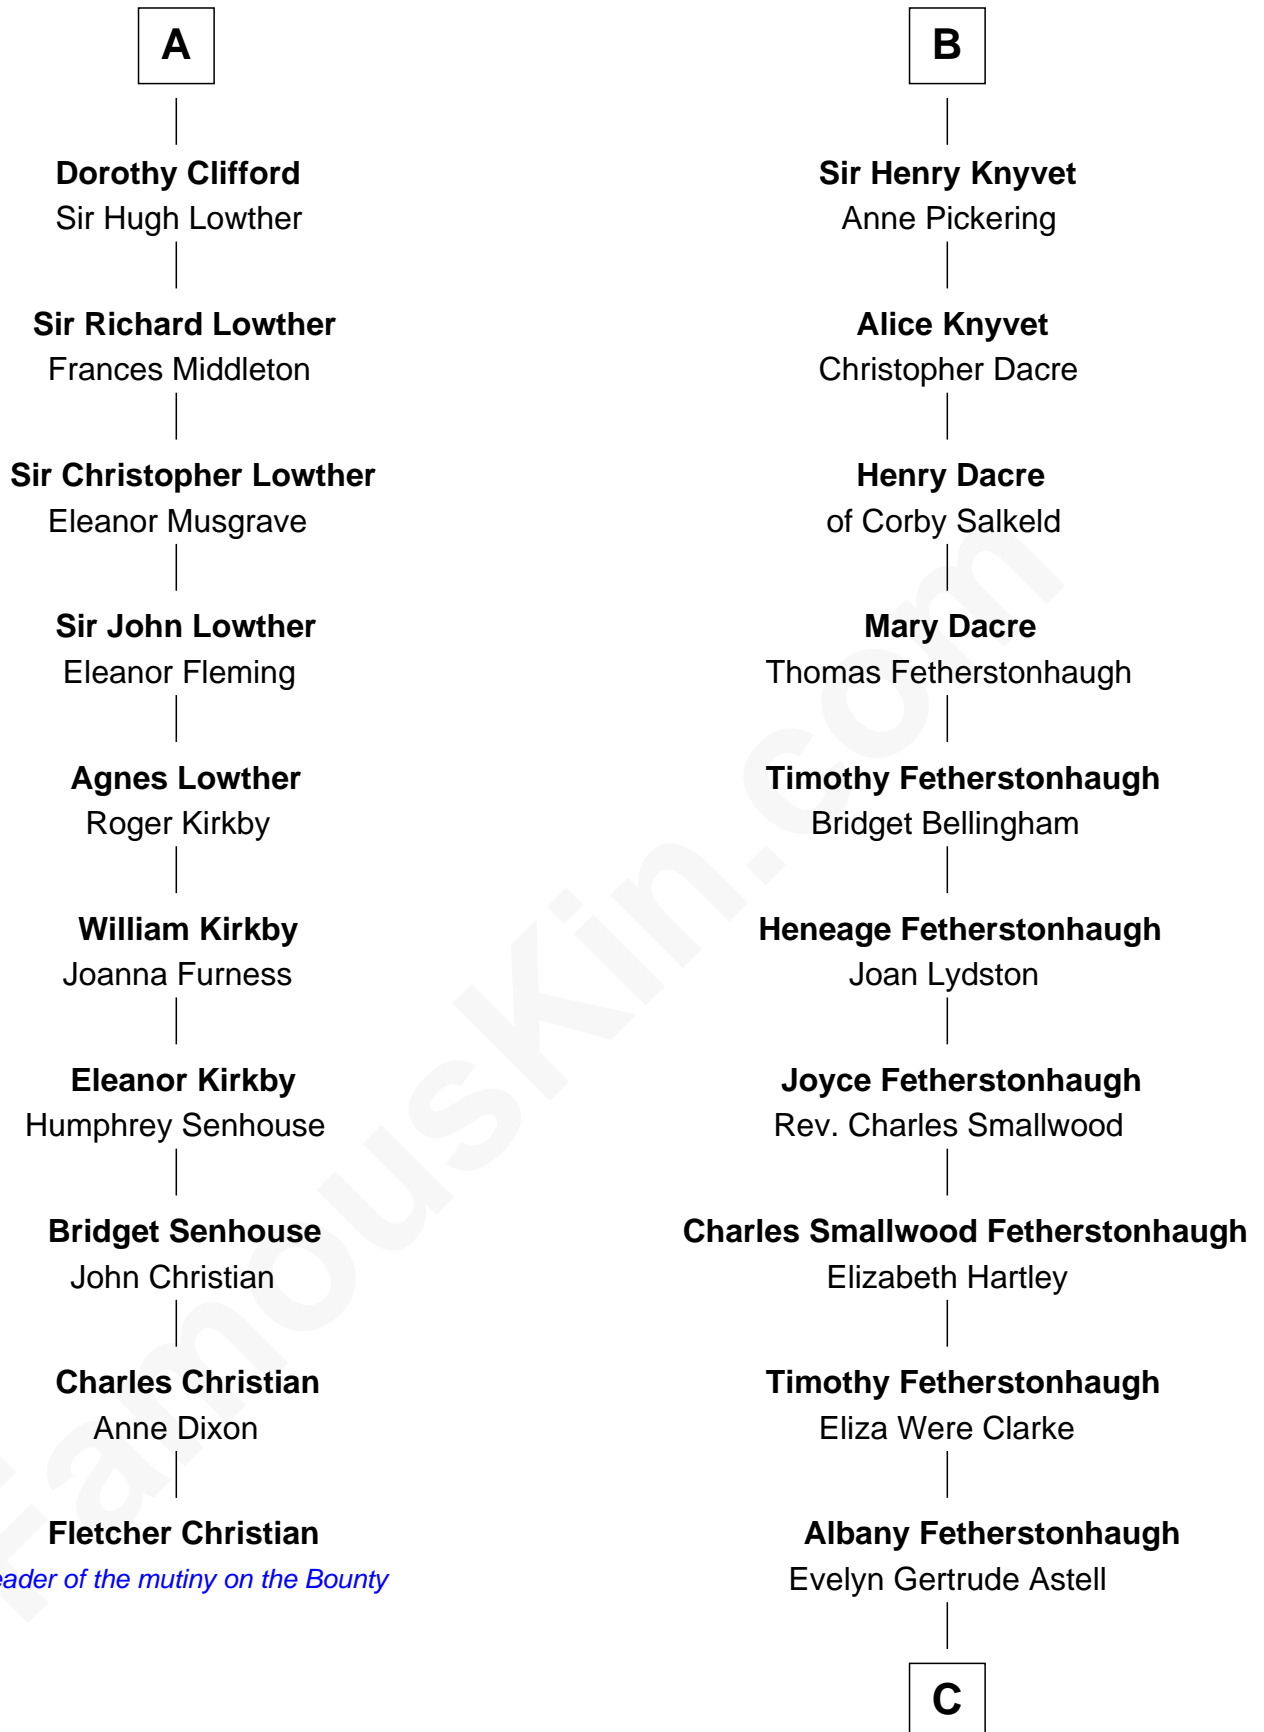 A
Dorothy Clifford
Sir Hugh Lowther
Sir Richard Lowther
Frances Middleton
Sir Christopher Lowther
Eleanor Musgrave
Sir John Lowther
Eleanor Fleming
Agnes Lowther
Roger Kirkby
William Kirkby
Joanna Furness
Eleanor Kirkby
Humphrey Senhouse
Bridget Senhouse
John Christian
Charles Christian
Anne Dixon
Fletcher Christian
eader of the mutiny on the Bounty
B
Sir Henry Knyvet
Anne Pickering
Alice Knyvet
Christopher Dacre
Henry Dacre
of Corby Salkeld
Mary Dacre
Thomas Fetherstonhaugh
Timothy Fetherstonhaugh
Bridget Bellingham
Heneage Fetherstonhaugh
Joan Lydston
Joyce Fetherstonhaugh
Rev. Charles Smallwood
Charles Smallwood Fetherstonhaugh
Elizabeth Hartley
Timothy Fetherstonhaugh
Eliza Were Clarke
Albany Fetherstonhaugh
Evelyn Gertrude Astell
C
FamousKin.com